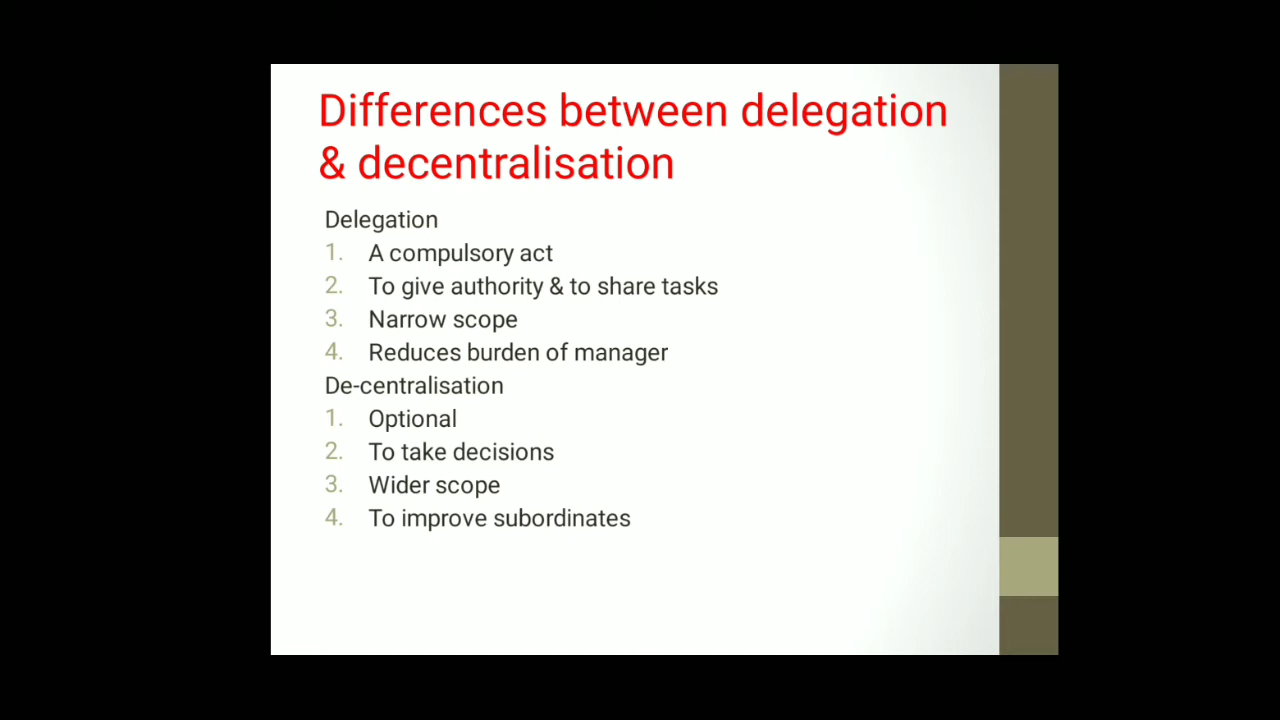 Differences between delegation
& decentralisation
Delegation
1. A compulsory act
2. To give authority & to share tasks
3. Narrow scope
4. Reduces burden of manager
De-centralisation
1. Optional
2. To take decisions
3. Wider scope
4. To improve subordinates